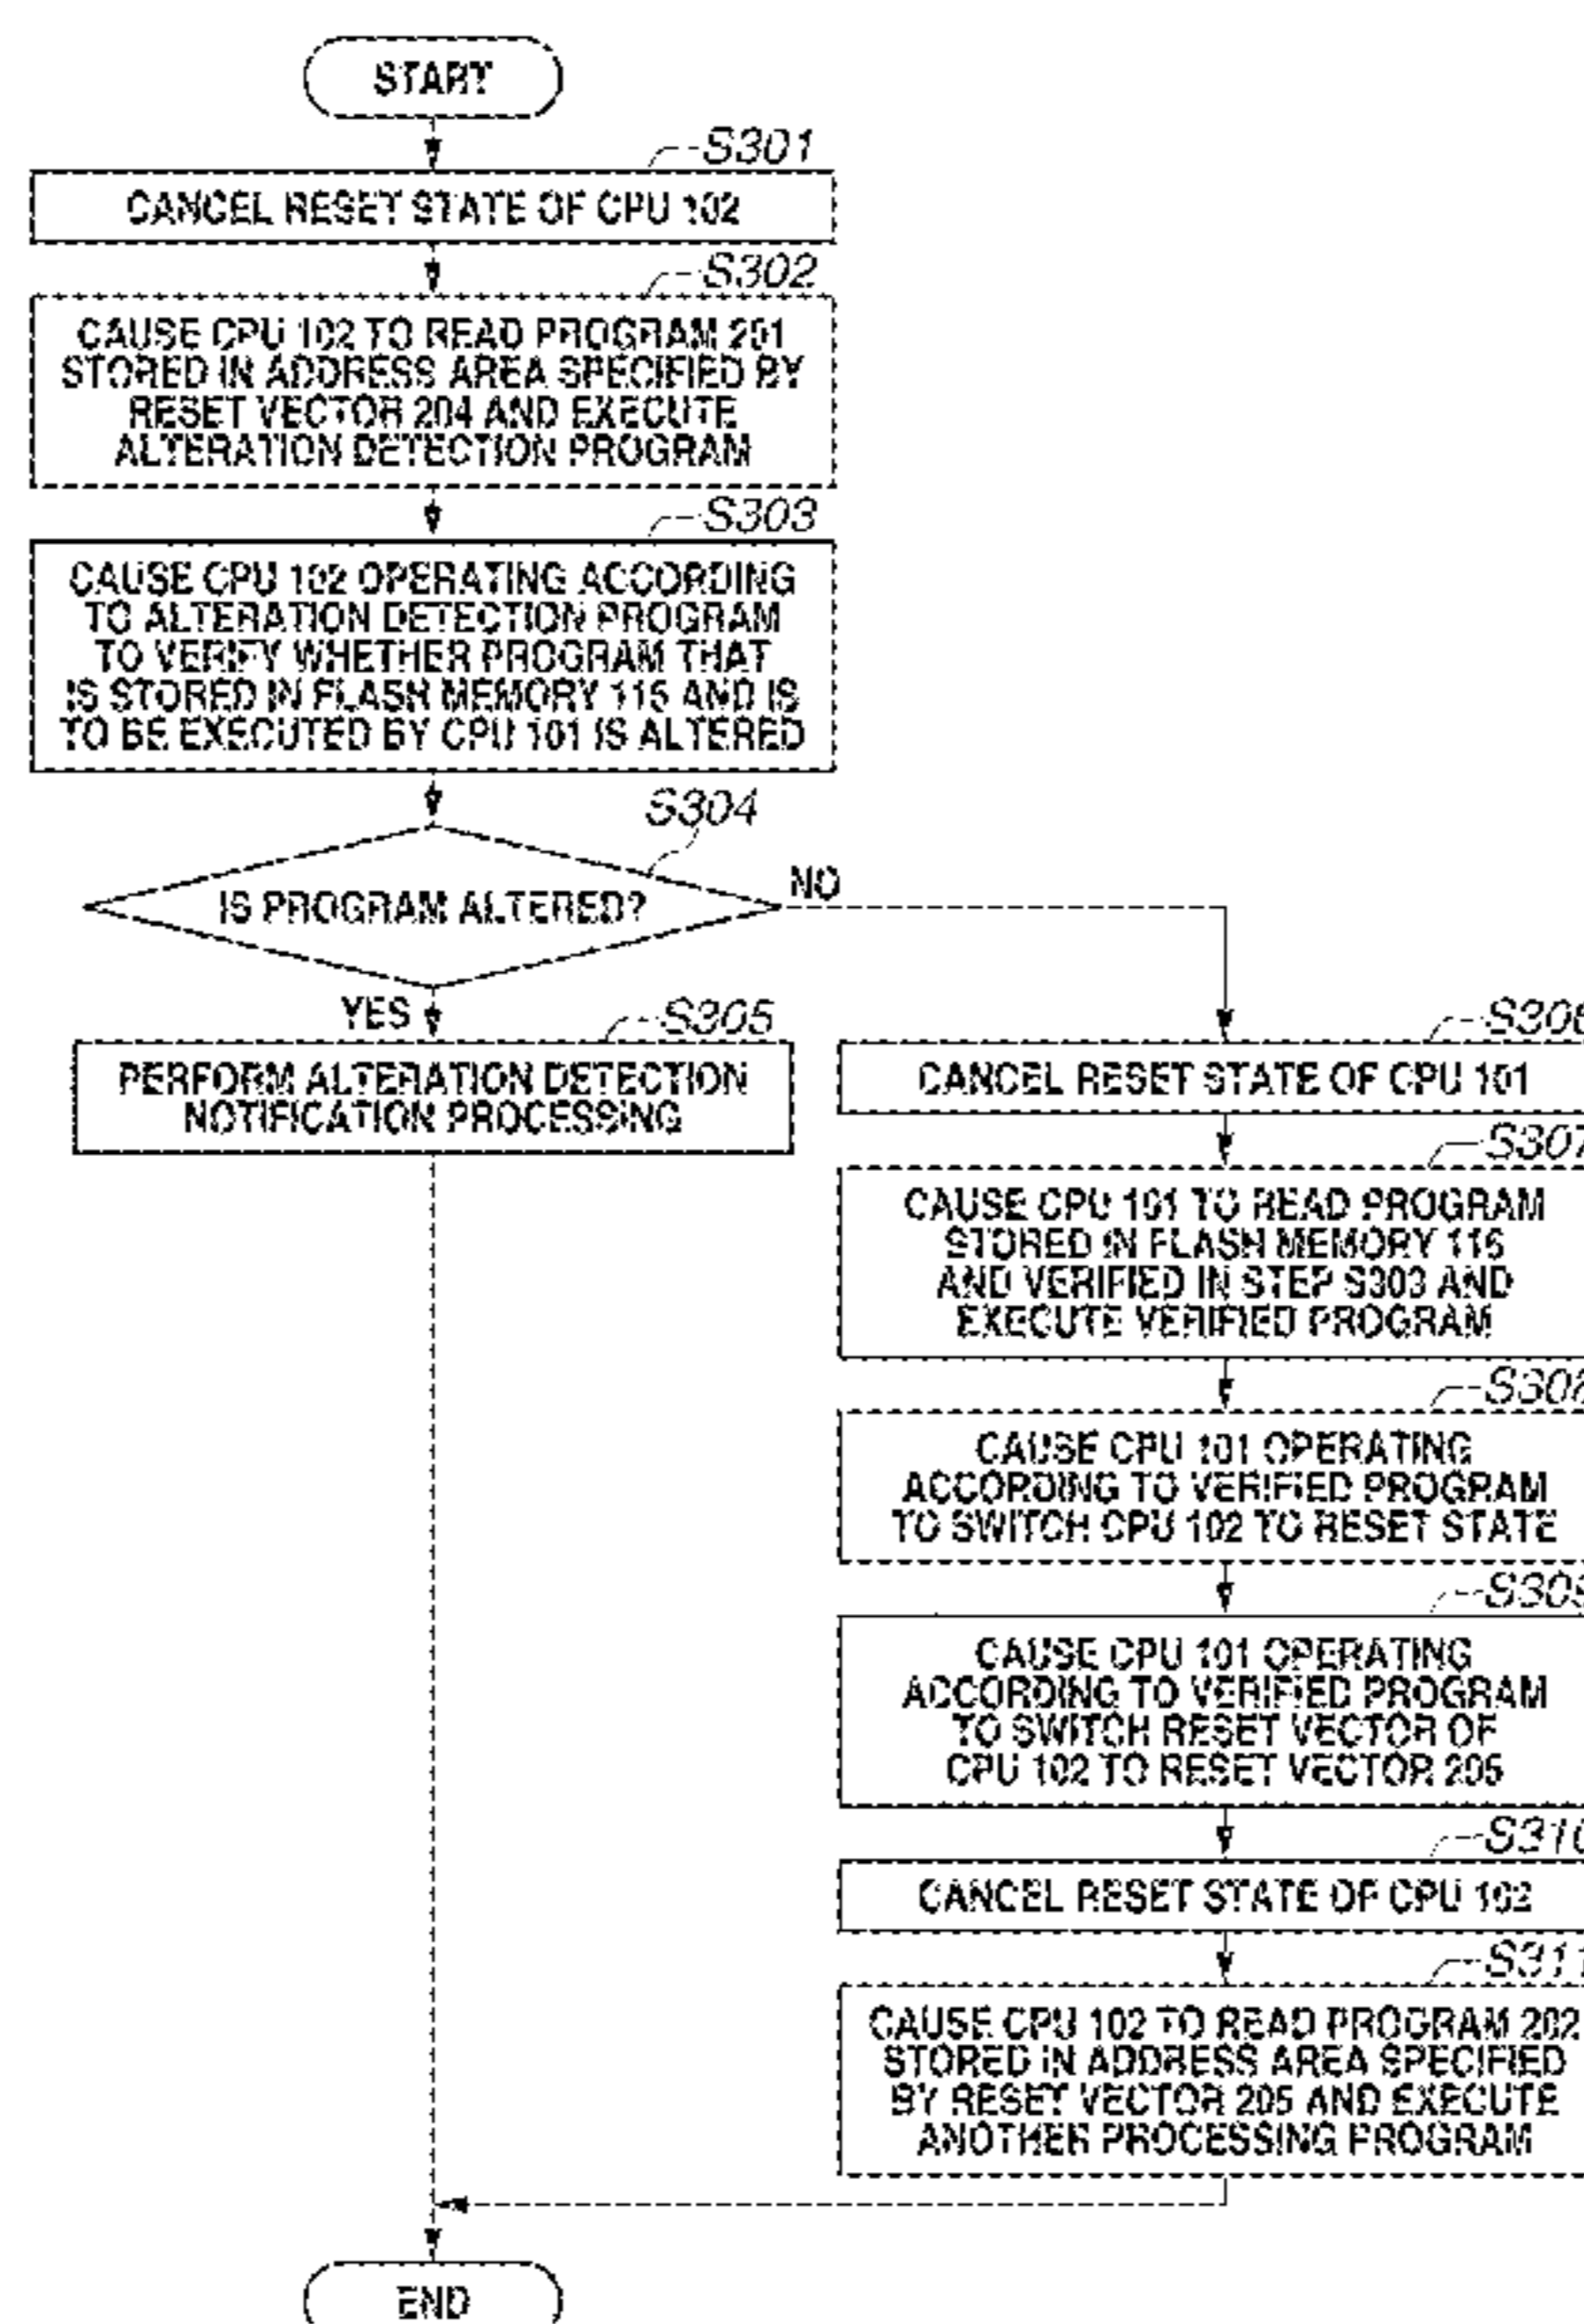 START
S301
CANCEL RESET STATE OF CPU 102
S302
CAUSE CPU 102 TO READ PROGRAM 201
STORED IN ADDRESS AREA SPECIFIED BY
RESET VECTOR 204 AND EXECUTE
ALTERATION DETECTION PROGRAM
S303
CAUSE CPU 102 OPERATING ACCORDING
TO ALTERATION DETECTION PROGRAM
TO VERIFY WHETHER PROGRAM THAT
IS STORED IN FLASH MEMORY 115 AND IS
TO BE EXECUTED BY CPU 101 IS ALTERED
S304
IS PROGRAM ALTERED?
NO
YES
S305
PERFORM ALTERATION DETECTION
NOTIFICATION PROCESSING
S306
CANCEL RESET STATE OF CPU 101
S307
CAUSE CPU 101 TO READ PROGRAM
STORED IN FLASH MEMORY 115
AND VERIFIED IN STEP S303 AND
EXECUTE VERIFIED PROGRAM
S308
CAUSE CPU 101 OPERATING
ACCORDING TO VERIFIED PROGRAM
TO SWITCH CPU 102 TO RESET STATE
S309
CAUSE CPU 101 OPERATING
ACCORDING TO VERIFIED PROGRAM
TO SWITCH RESET VECTOR OF
CPU 102 TO RESET VECTOR 205
S310
CANCEL RESET STATE OF CPU 102
S311
CAUSE CPU 102 TO READ PROGRAM 202
STORED IN ADDRESS AREA SPECIFIED
BY RESET VECTOR 205 AND EXECUTE
ANOTHER PROCESSING PROGRAM
END